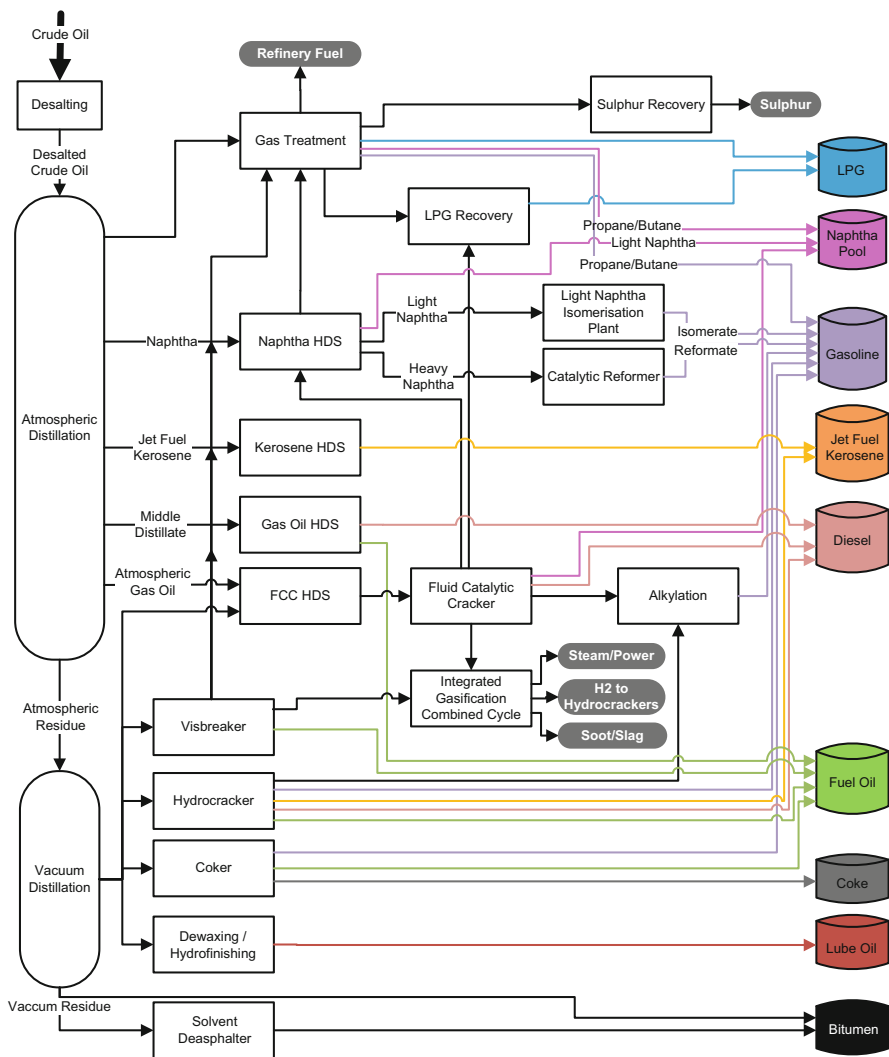 Crude Oil
Refinery Fuel
Desalting
Sulphur Recovery
Sulphur
Desalted
Crude Oil
Gas Treatment
LPG
LPG Recovery
Propane/Butane
Light Naphtha
Propane/Butane
Naphtha
Pool
Naphtha
Naphtha HDS
Light
Naphtha
Light Naphtha
Isomerisation
Plant
Isomerate
Reformate
Gasoline
Heavy
Naphtha
Catalytic Reformer
Atmospheric
Distillation
Jet Fuel
Kerosene
Kerosene HDS
Jet Fuel
Kerosene
Middle
Distillate
Gas Oil HDS
Diesel
Atmospheric
Gas Oil
FCC HDS
Fluid Catalytic
Cracker
Alkylation
Steam/Power
Integrated
Gasification
Combined Cycle
H2 to
Hydrocrackers
Soot/Slag
Atmospheric
Residue
Visbreaker
Hydrocracker
Fuel Oil
Vacuum
Distillation
Coker
Coke
Dewaxing /
Hydrofinishing
Lube Oil
Vaccum Residue
Solvent
Deasphalter
Bitumen